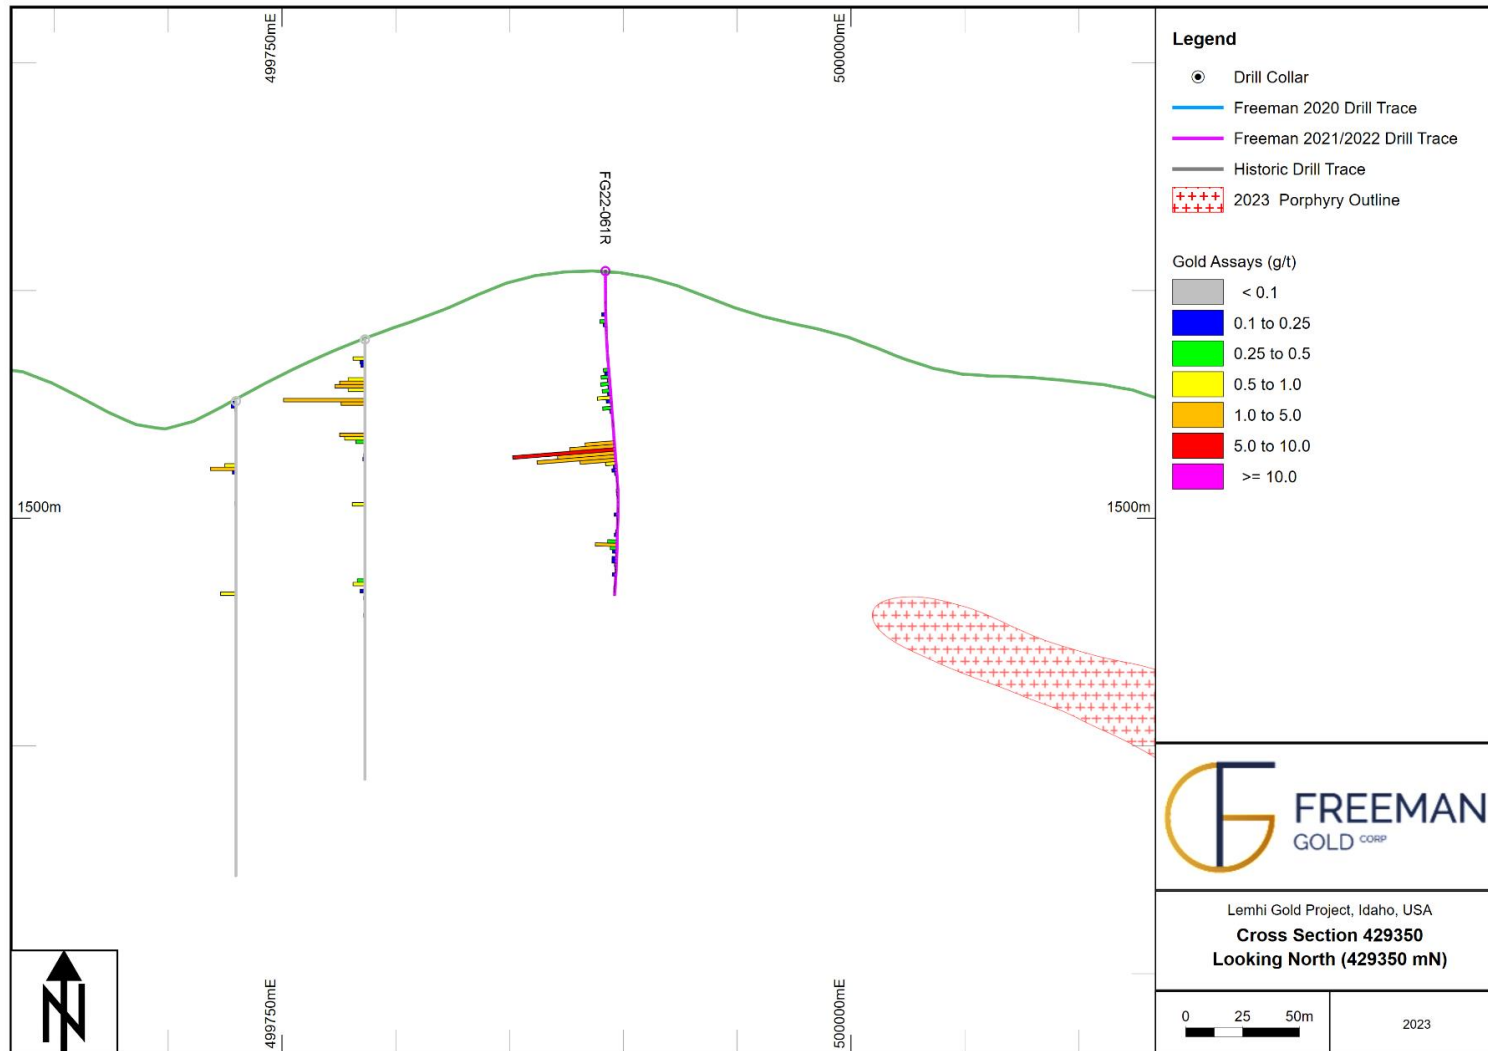 499750mE
500000mE
FG22-061R
1500m
1500m
499750mE
500000mE
N
Legend
Drill Collar
Freeman 2020 Drill Trace
Freeman 2021/2022 Drill Trace
Historic Drill Trace
2023 Porphyry Outline
Gold Assays (g/t)
< 0.1
0.1 to 0.25
0.25 to 0.5
0.5 to 1.0
1.0 to 5.0
5.0 to 10.0
>= 10.0
FREEMAN
GOLD CORP
Lemhi Gold Project, Idaho, USA
Cross Section 429350
Looking North (429350 mN)
0 25 50m
2023